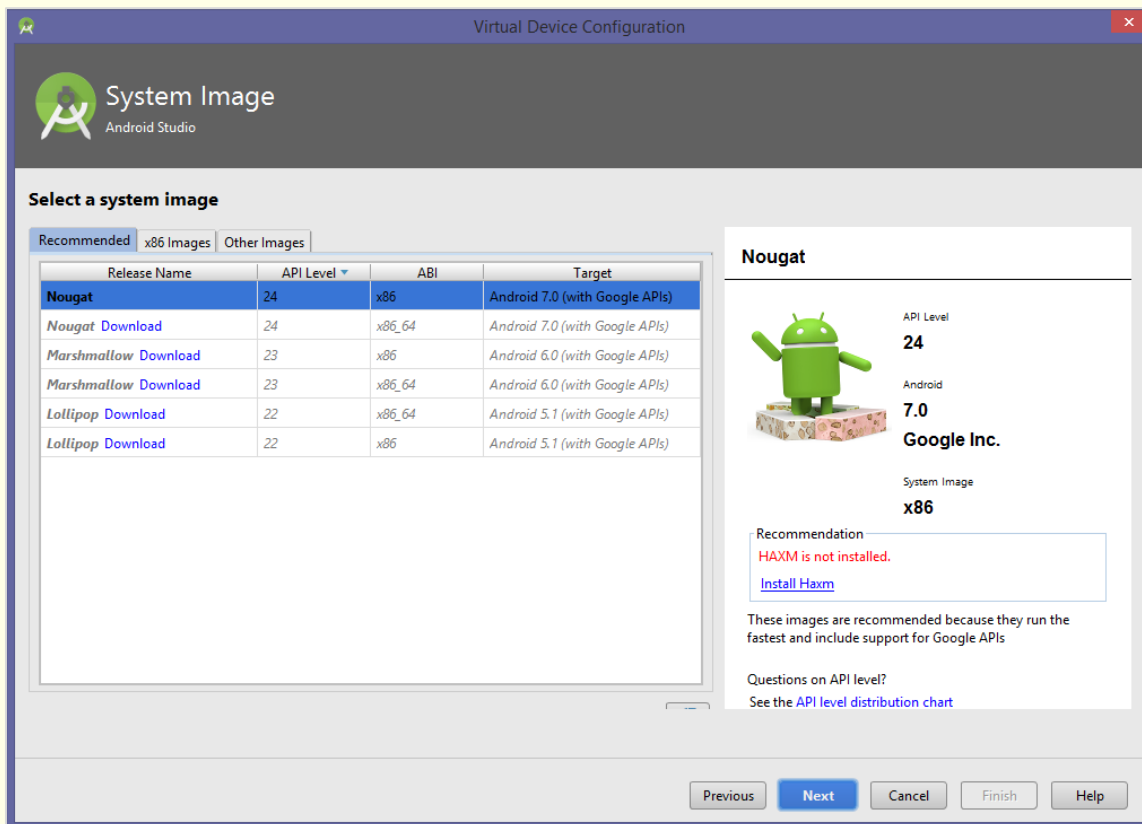 Virtual Device Configuration
System Image
Android Studio
Select a system image
Recommended x86 Images Other Images
Release Name API Level ABI Target
Nougat 24 x86 Android 7.0 (with Google APIs)
Nougat Download 24 x86_64 Android 7.0 (with Google APIs)
Marshmallow Download 23 x86 Android 6.0 (with Google APIs)
Marshmallow Download 23 x86_64 Android 6.0 (with Google APIs)
Lollipop Download 22 x86_64 Android 5.1 (with Google APIs)
Lollipop Download 22 x86 Android 5.1 (with Google APIs)
Nougat
API Level
24
Android
7.0
Google Inc.
System Image
x86
Recommendation
HAXM is not installed.
Install Haxm
These images are recommended because they run the
fastest and include support for Google APIs
Questions on API level?
See the API level distribution chart
Previous Next Cancel Finish Help